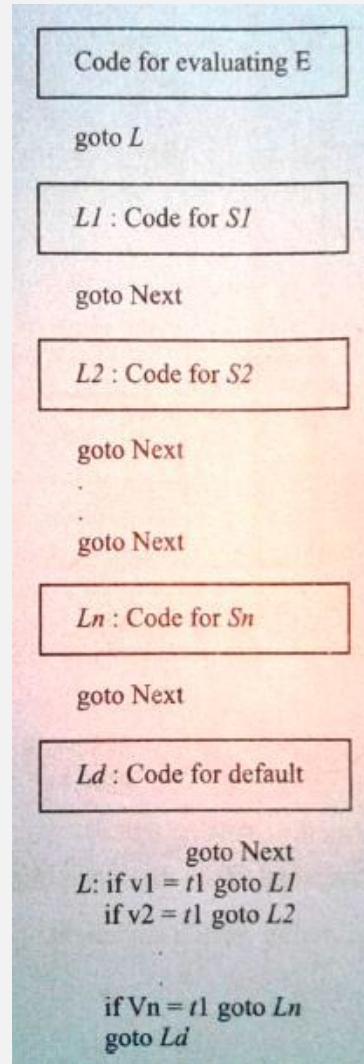 Code for evaluating E
goto L
L1 : Code for S1
goto Next
L2 : Code for S2
goto Next
.
.
goto Next
Ln : Code for Sn
goto Next
Ld : Code for default
goto Next
L: if v1 = t1 goto L1
if v2 = t1 goto L2
.
if Vn = t1 goto Ln
goto Ld